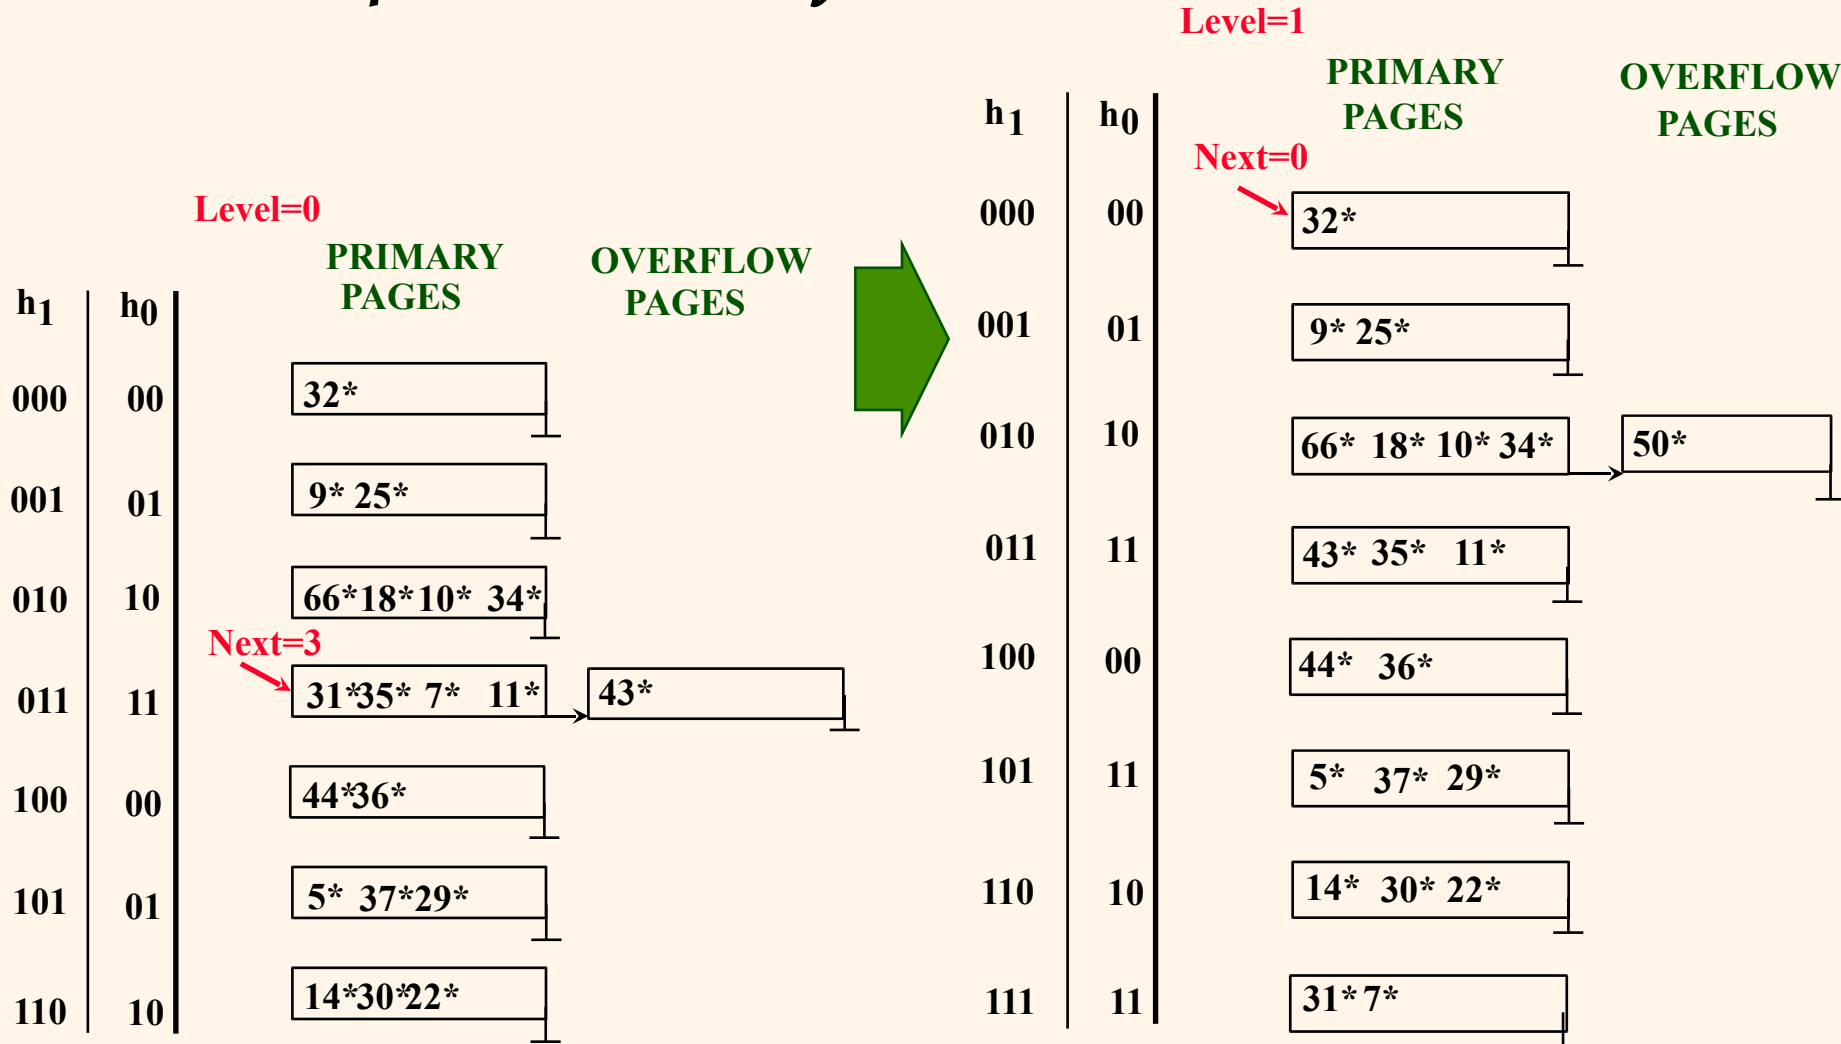 Level=0
PRIMARY PAGES
OVERFLOW PAGES
h1 h0
000 00 32*
001 01 9* 25*
010 10 66* 18* 10* 34*
Next=3
011 11 31* 35* 7* 11* 43*
100 00 44* 36*
101 01 5* 37* 29*
110 10 14* 30* 22*
Level=1
PRIMARY PAGES
OVERFLOW PAGES
h1 h0
Next=0
000 00 32*
001 01 9* 25*
010 10 66* 18* 10* 34* 50*
011 11 43* 35* 11*
100 00 44* 36*
101 11 5* 37* 29*
110 10 14* 30* 22*
111 11 31* 7*